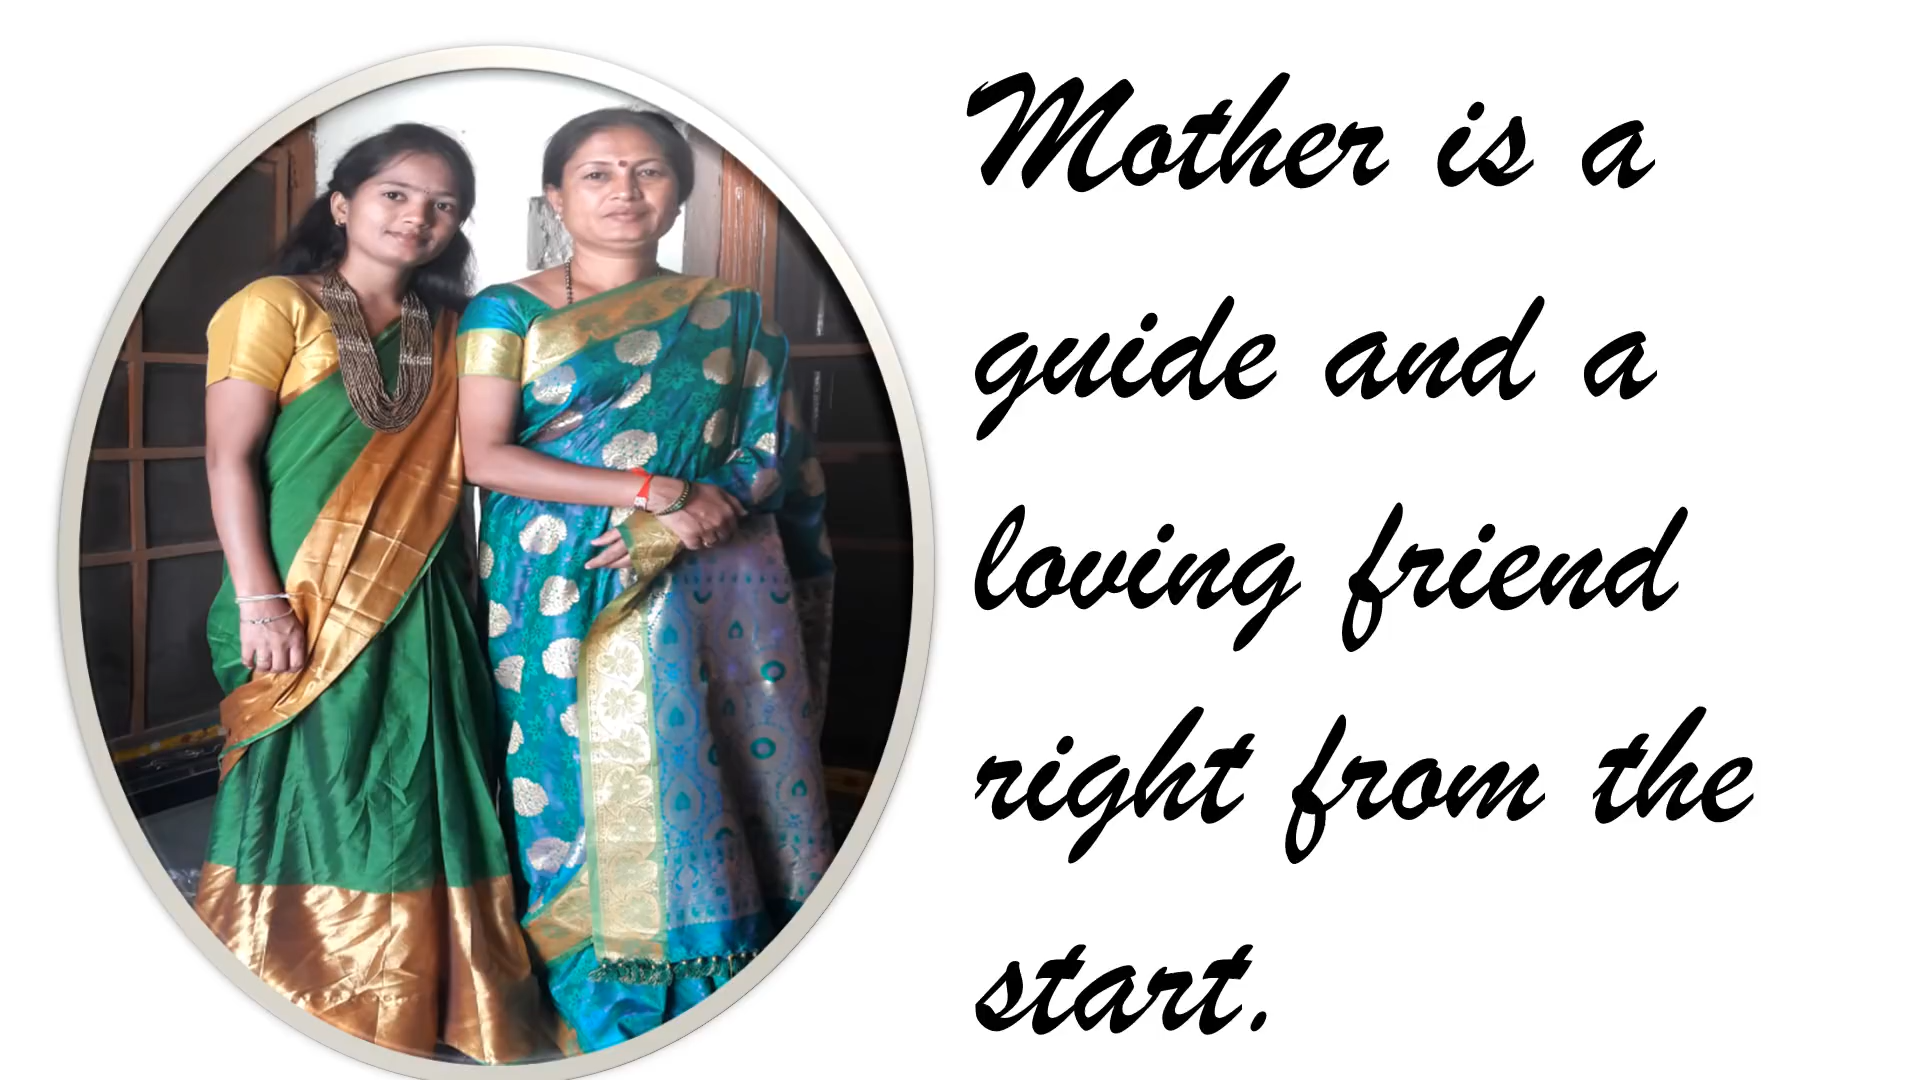 Mother is a
guide and a
loving friend
right from the
start.